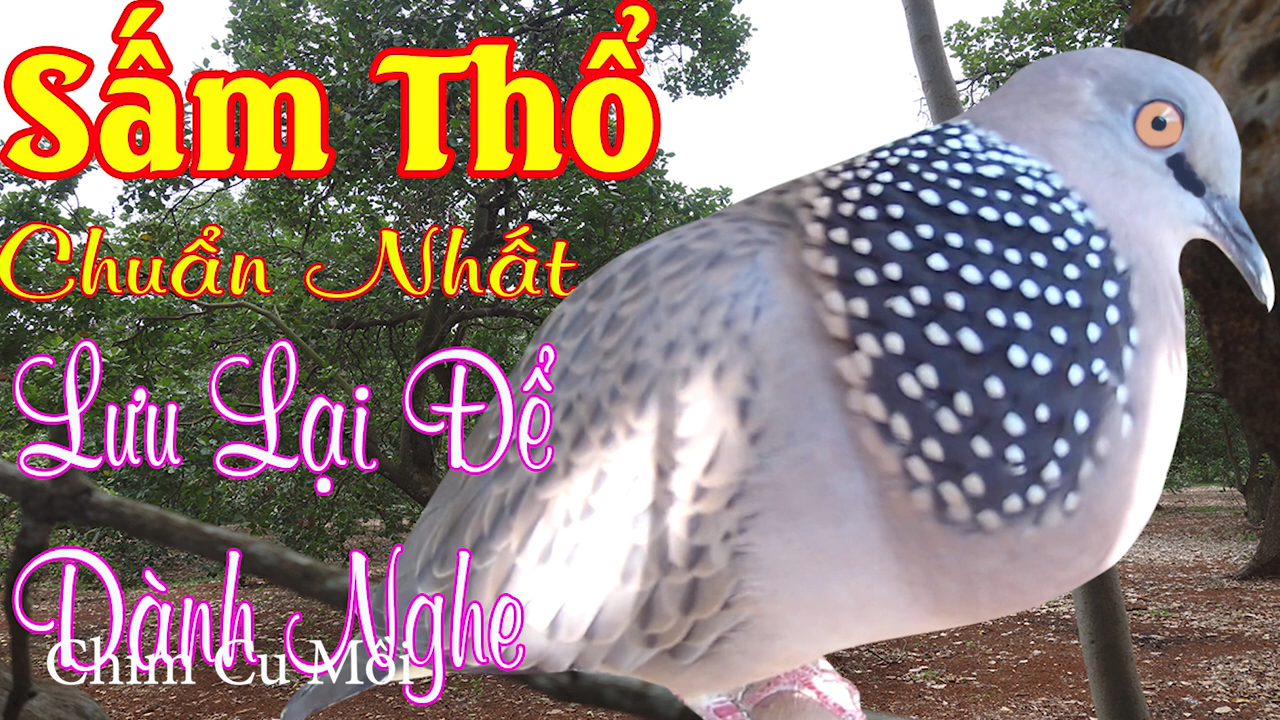 Sấm Thổ
Chuẩn Nhất
Lưu Lại Để
Dành Nghe
Chim Cu Mồi